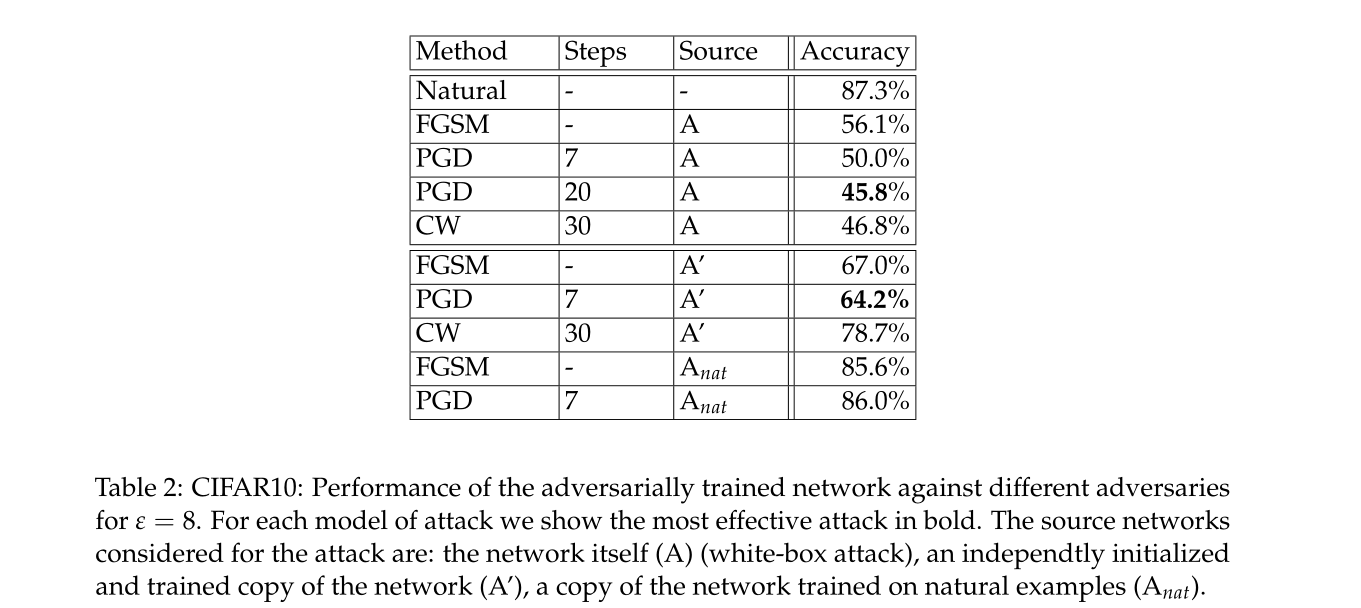 Method Steps Source Accuracy
Natural - - 87.3%
FGSM - A 56.1%
PGD 7 A 50.0%
PGD 20 A 45.8%
CW 30 A 46.8%
FGSM - A′ 67.0%
PGD 7 A′ 64.2%
CW 30 A′ 78.7%
FGSM - Anat 85.6%
PGD 7 Anat 86.0%
Table 2: CIFAR10: Performance of the adversarially trained network against different adversaries
for ε = 8. For each model of attack we show the most effective attack in bold. The source networks
considered for the attack are: the network itself (A) (white-box attack), an independtly initialized
and trained copy of the network (A′), a copy of the network trained on natural examples (Anat).